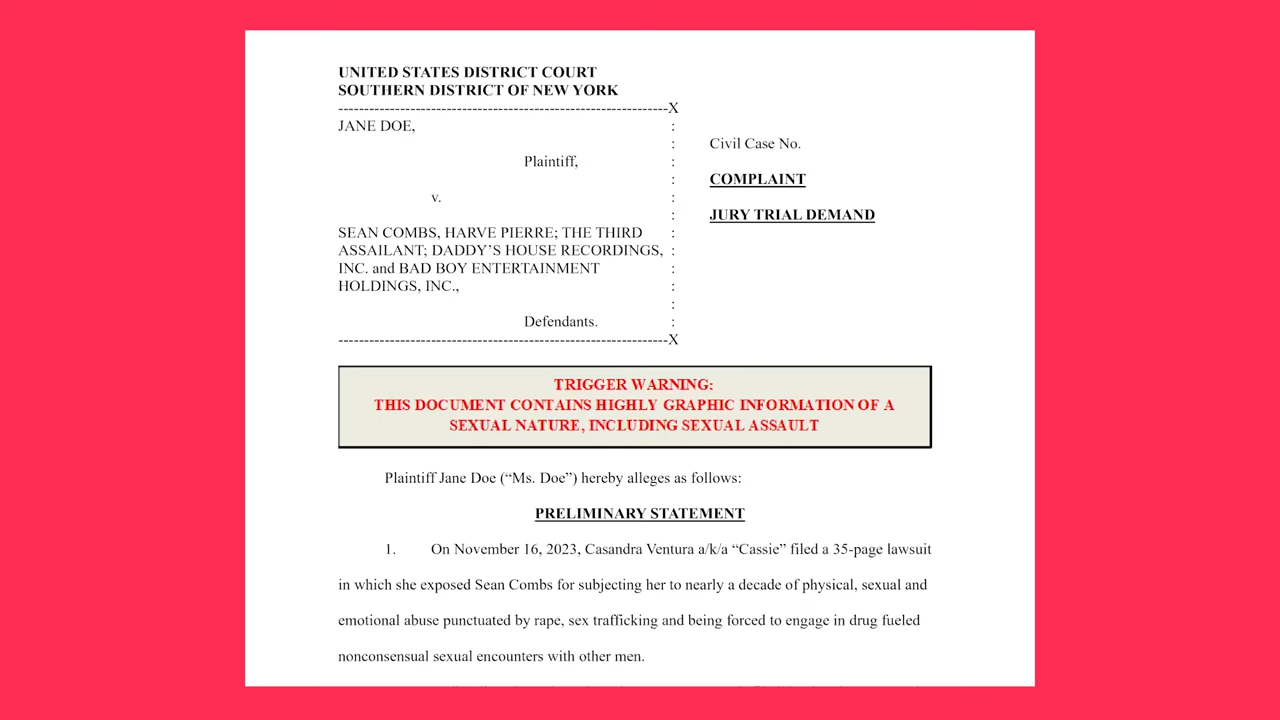 UNITED STATES DISTRICT COURT
SOUTHERN DISTRICT OF NEW YORK
------------------------------------------------------------------X
JANE DOE, :
: Civil Case No.
Plaintiff, :
: COMPLAINT
v. :
: JURY TRIAL DEMAND
SEAN COMBS, HARVE PIERRE; THE THIRD :
ASSAILANT; DADDY’S HOUSE RECORDINGS, :
INC. and BAD BOY ENTERTAINMENT :
HOLDINGS, INC., :
:
Defendants. :
------------------------------------------------------------------X
TRIGGER WARNING:
THIS DOCUMENT CONTAINS HIGHLY GRAPHIC INFORMATION OF A
SEXUAL NATURE, INCLUDING SEXUAL ASSAULT
Plaintiff Jane Doe (“Ms. Doe”) hereby alleges as follows:
PRELIMINARY STATEMENT
1. On November 16, 2023, Casandra Ventura a/k/a “Cassie” filed a 35-page lawsuit
in which she exposed Sean Combs for subjecting her to nearly a decade of physical, sexual and
emotional abuse punctuated by rape, sex trafficking and being forced to engage in drug fueled
nonconsensual sexual encounters with other men.